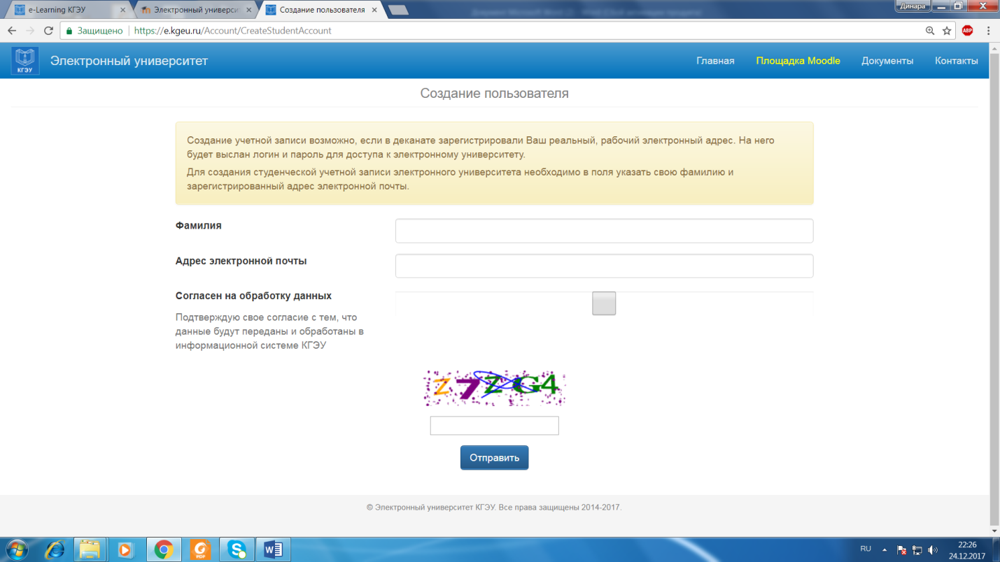 e-Learning КГЭУ
Электронный универси
Создание пользователя
Динара
Защищено
https://e.kgeu.ru/Account/CreateStudentAccount
ABP
КГЭУ
Электронный университет
Главная
Площадка Moodle
Документы
Контакты
Создание пользователя
Создание учетной записи возможно, если в деканате зарегистрировали Ваш реальный, рабочий электронный адрес. На него
будет выслан логин и пароль для доступа к электронному университету.
Для создания студенческой учетной записи электронного университета необходимо в поля указать свою фамилию и
зарегистрированный адрес электронной почты.
Фамилия
Адрес электронной почты
Согласен на обработку данных
Подтверждую свое согласие с тем, что
данные будут переданы и обработаны в
информационной системе КГЭУ
z7ZG4
Отправить
© Электронный университет КГЭУ. Все права защищены 2014-2017.
PDF
RU
22:26
24.12.2017